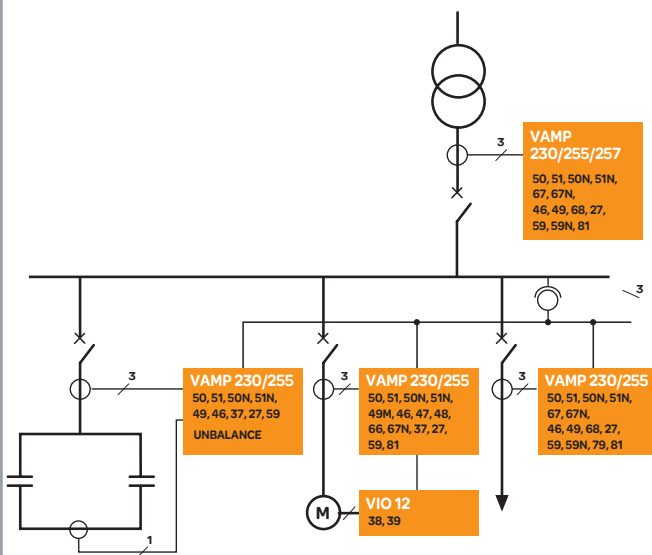 3
VAMP
230/255/257
50, 51, 50N, 51N,
67, 67N,
46, 49, 68, 27,
59, 59N, 81
3
3
VAMP 230/255
50, 51, 50N, 51N,
49, 46, 37, 27, 59
UNBALANCE
3
VAMP 230/255
50, 51, 50N, 51N,
49M, 46, 47, 48,
66, 67N, 37, 27,
59, 81
3
VAMP 230/255
50, 51, 50N, 51N,
67, 67N,
46, 49, 68, 27,
59, 59N, 79, 81
M
VIO 12
38, 39
1